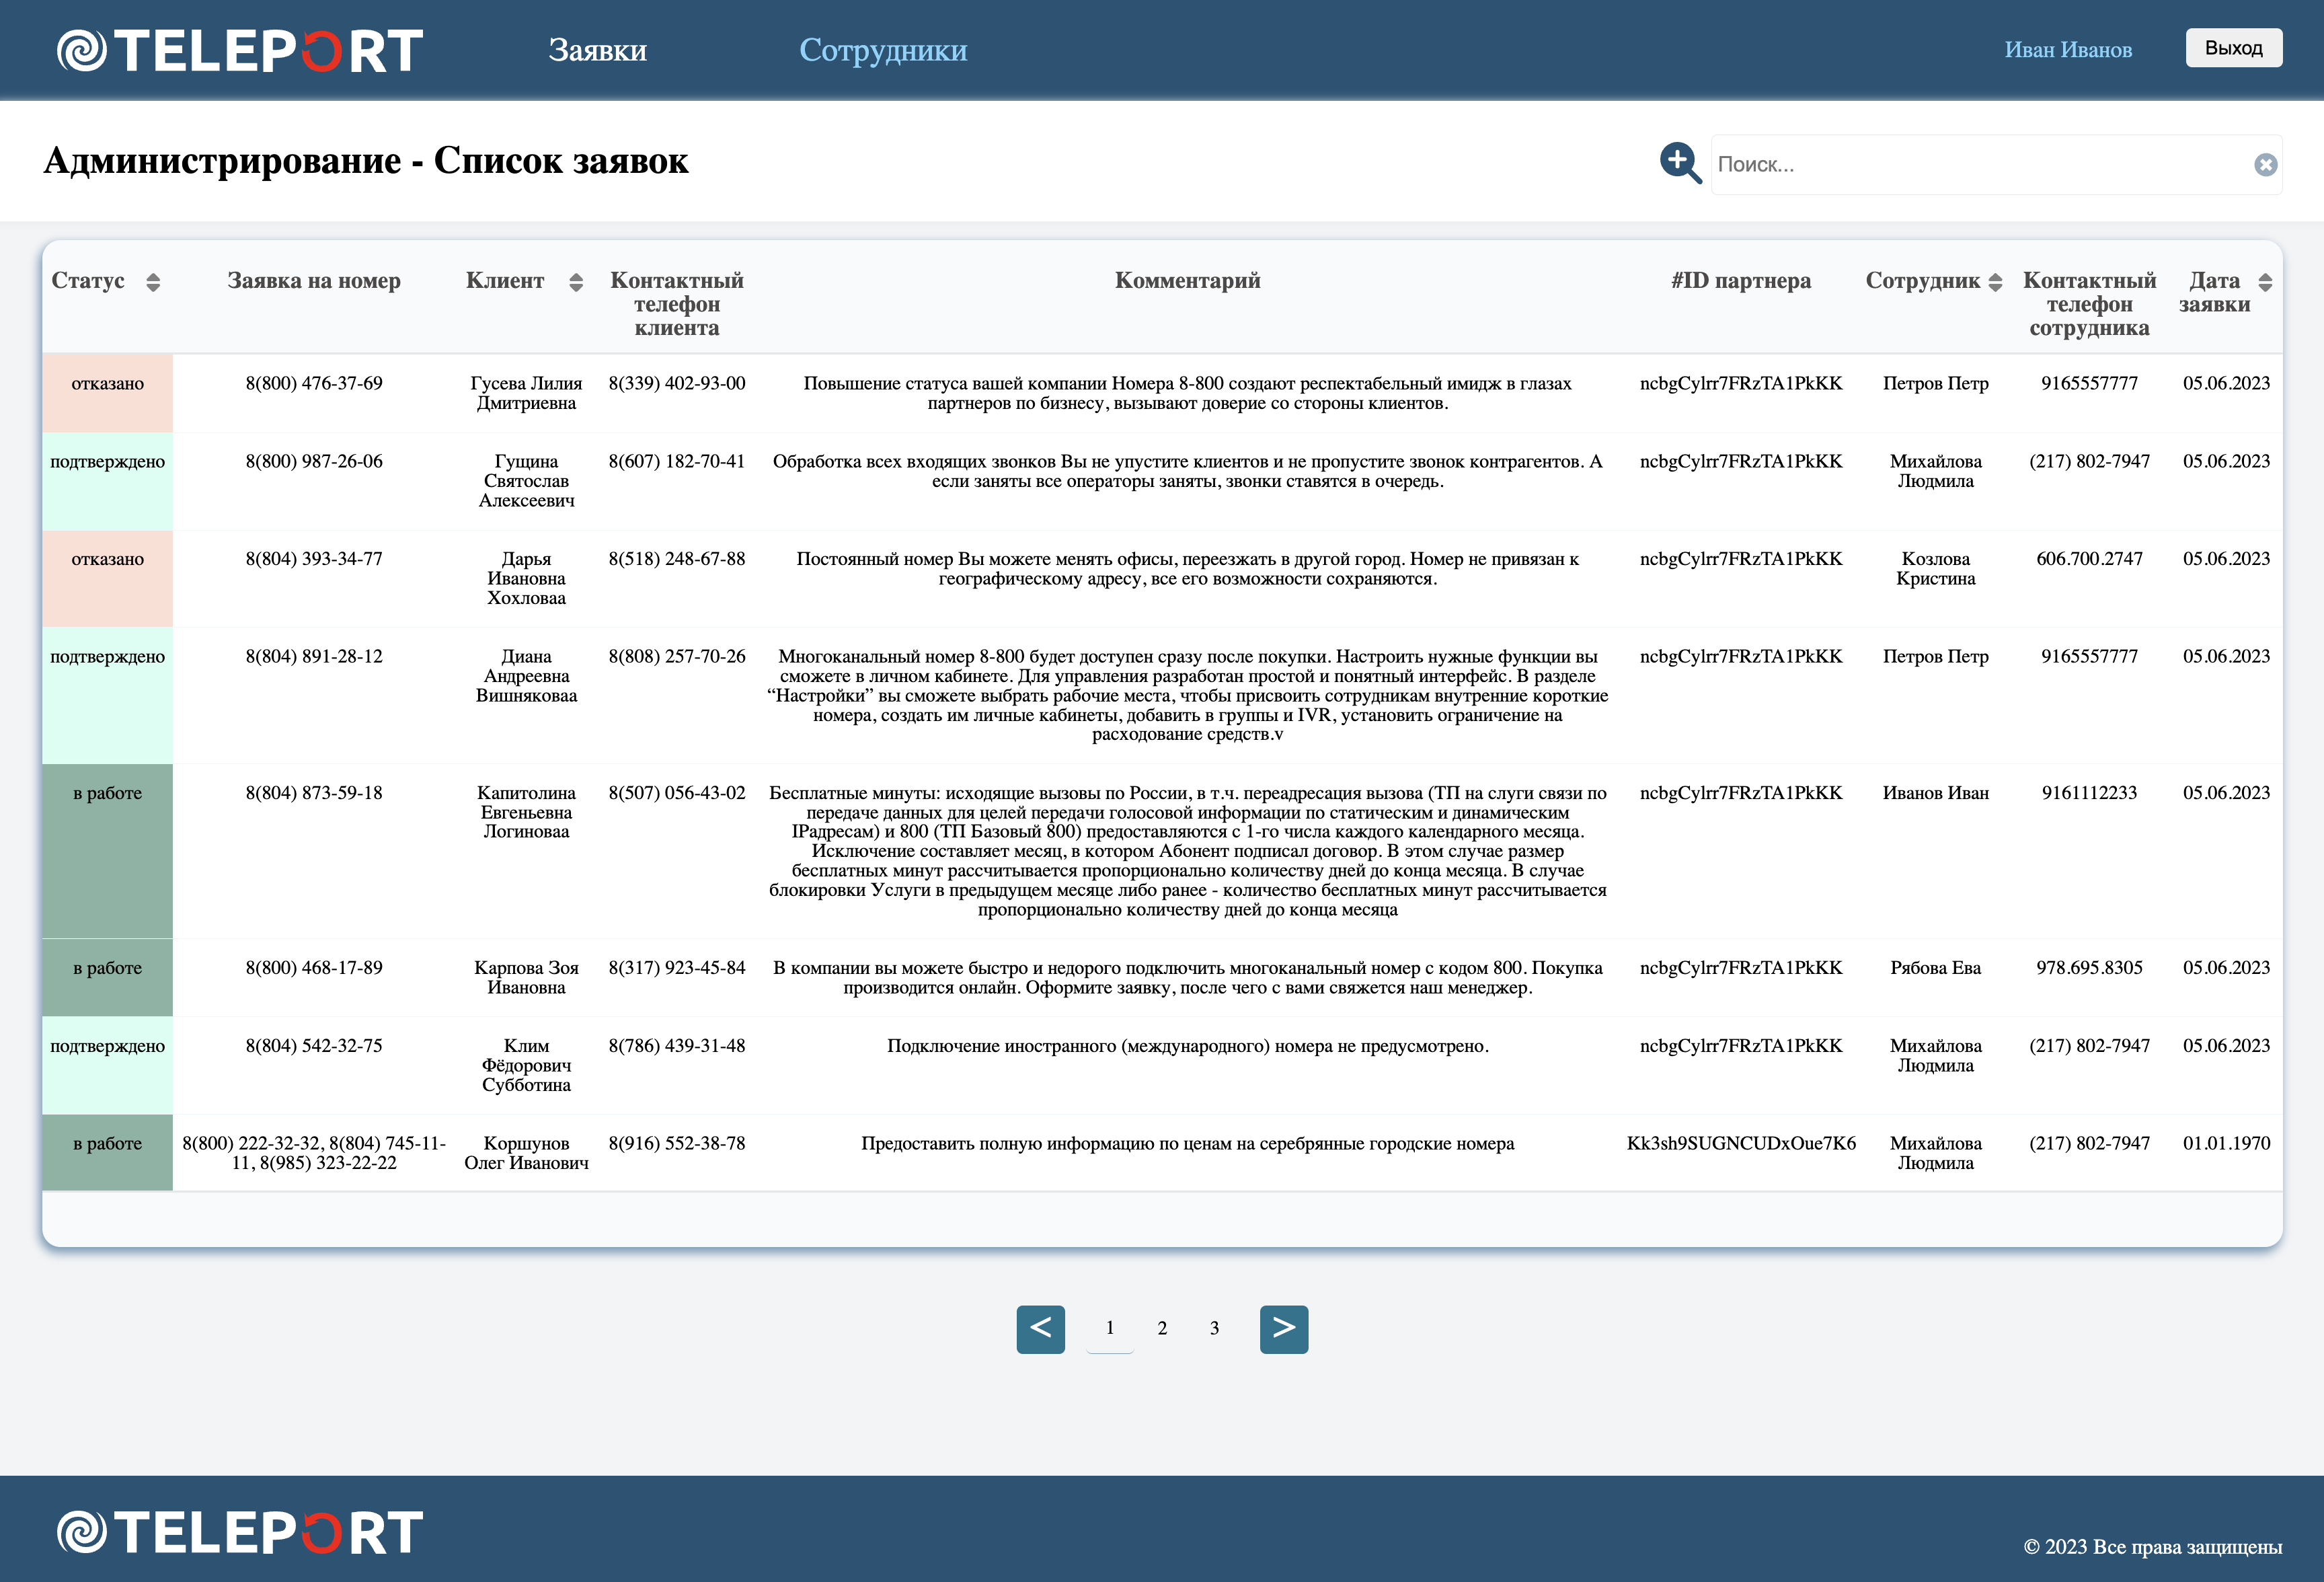 TELEPORT
Заявки
Сотрудники
Иван Иванов
Выход
Администрирование - Список заявок
Поиск...
Статус
Заявка на номер
Клиент
Контактный
телефон
клиента
Комментарий
#ID партнера
Сотрудник
Контактный
телефон
сотрудника
Дата
заявки
отказано
8(800) 476-37-69
Гусева Лилия
Дмитриевна
8(339) 402-93-00
Повышение статуса вашей компании Номера 8-800 создают респектабельный имидж в глазах
партнеров по бизнесу, вызывают доверие со стороны клиентов.
ncbgCylrr7FRzTA1PkKK
Петров Петр
9165557777
05.06.2023
подтверждено
8(800) 987-26-06
Гущина
Святослав
Алексеевич
8(607) 182-70-41
Обработка всех входящих звонков Вы не упустите клиентов и не пропустите звонок контрагентов. А
если заняты все операторы заняты, звонки ставятся в очередь.
ncbgCylrr7FRzTA1PkKK
Михайлова
Людмила
(217) 802-7947
05.06.2023
отказано
8(804) 393-34-77
Дарья
Ивановна
Хохловаа
8(518) 248-67-88
Постоянный номер Вы можете менять офисы, переезжать в другой город. Номер не привязан к
географическому адресу, все его возможности сохраняются.
ncbgCylrr7FRzTA1PkKK
Козлова
Кристина
606.700.2747
05.06.2023
подтверждено
8(804) 891-28-12
Диана
Андреевна
Вишняковаа
8(808) 257-70-26
Многоканальный номер 8-800 будет доступен сразу после покупки. Настроить нужные функции вы
сможете в личном кабинете. Для управления разработан простой и понятный интерфейс. В разделе
“Настройки” вы сможете выбрать рабочие места, чтобы присвоить сотрудникам внутренние короткие
номера, создать им личные кабинеты, добавить в группы и IVR, установить ограничение на
расходование средств.v
ncbgCylrr7FRzTA1PkKK
Петров Петр
9165557777
05.06.2023
в работе
8(804) 873-59-18
Капитолина
Евгеньевна
Логиноваа
8(507) 056-43-02
Бесплатные минуты: исходящие вызовы по России, в т.ч. переадресация вызова (ТП на слуги связи по
передаче данных для целей передачи голосовой информации по статическим и динамическим
IPадресам) и 800 (ТП Базовый 800) предоставляются с 1-го числа каждого календарного месяца.
Исключение составляет месяц, в котором Абонент подписал договор. В этом случае размер
бесплатных минут рассчитывается пропорционально количеству дней до конца месяца. В случае
блокировки Услуги в предыдущем месяце либо ранее - количество бесплатных минут рассчитывается
пропорционально количеству дней до конца месяца
ncbgCylrr7FRzTA1PkKK
Иванов Иван
9161112233
05.06.2023
в работе
8(800) 468-17-89
Карпова Зоя
Ивановна
8(317) 923-45-84
В компании вы можете быстро и недорого подключить многоканальный номер с кодом 800. Покупка
производится онлайн. Оформите заявку, после чего с вами свяжется наш менеджер.
ncbgCylrr7FRzTA1PkKK
Рябова Ева
978.695.8305
05.06.2023
подтверждено
8(804) 542-32-75
Клим
Фёдорович
Субботина
8(786) 439-31-48
Подключение иностранного (международного) номера не предусмотрено.
ncbgCylrr7FRzTA1PkKK
Михайлова
Людмила
(217) 802-7947
05.06.2023
в работе
8(800) 222-32-32, 8(804) 745-11-
11, 8(985) 323-22-22
Коршунов
Олег Иванович
8(916) 552-38-78
Предоставить полную информацию по ценам на серебрянные городские номера
Kk3sh9SUGNCUDxOue7K6
Михайлова
Людмила
(217) 802-7947
01.01.1970
< 1 2 3 >
TELEPORT
© 2023 Все права защищены